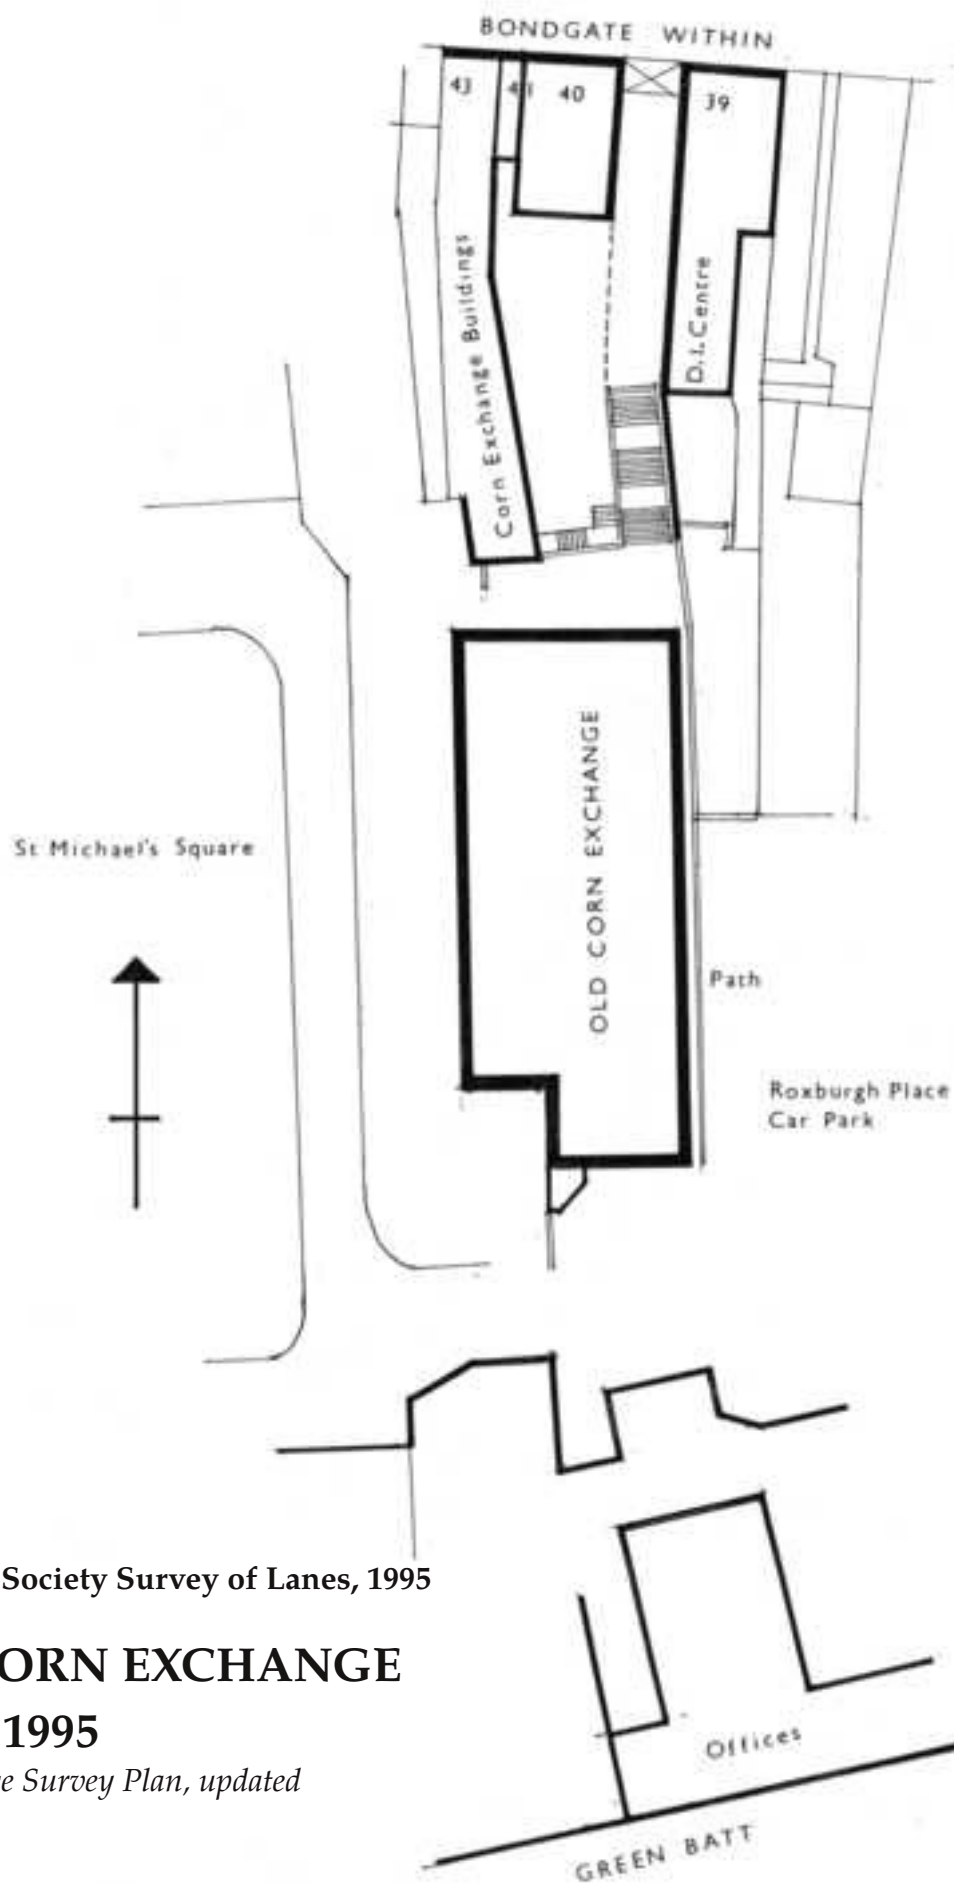 BONDGATE WITHIN
43 41 40 39
Corn Exchange Buildings
D.I. Centre
OLD CORN EXCHANGE
St Michael's Square
Path
Roxburgh Place
Car Park
Society Survey of Lanes, 1995
ORN EXCHANGE
1995
e Survey Plan, updated
Offices
GREEN BATT